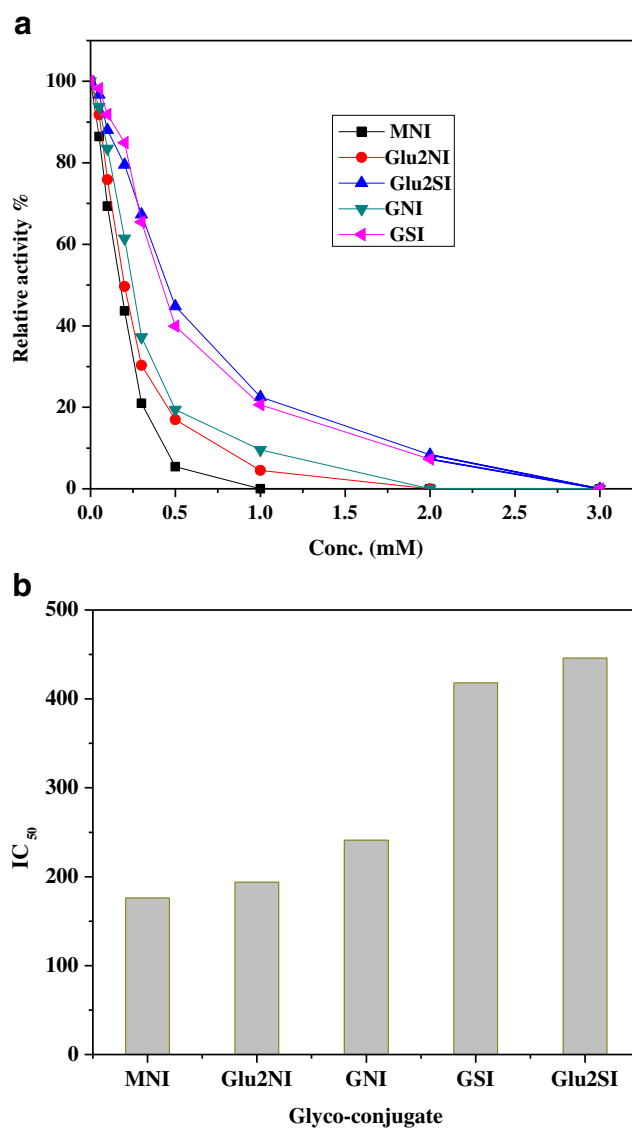 a
100
80
60
40
20
0
Relative activity %
MNI
Glu2NI
Glu2SI
GNI
GSI
0.0 0.5 1.0 1.5 2.0 2.5 3.0
Conc. (mM)
b
500
400
300
200
100
0
IC50
MNI Glu2NI GNI GSI Glu2SI
Glyco-conjugate